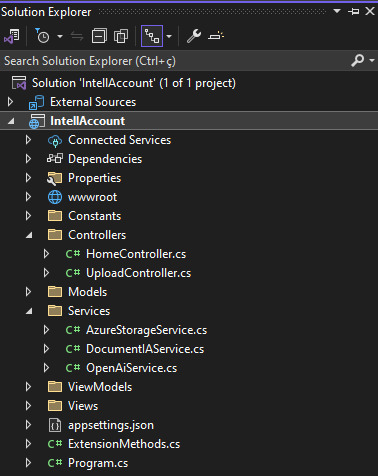 Solution Explorer
Search Solution Explorer (Ctrl+ç)
Solution 'IntellAccount' (1 of 1 project)
External Sources
IntellAccount
Connected Services
Dependencies
Properties
wwwroot
Constants
Controllers
C# HomeController.cs
C# UploadController.cs
Models
Services
C# AzureStorageService.cs
C# DocumentIAService.cs
C# OpenAiService.cs
ViewModels
Views
appsettings.json
C# ExtensionMethods.cs
C# Program.cs